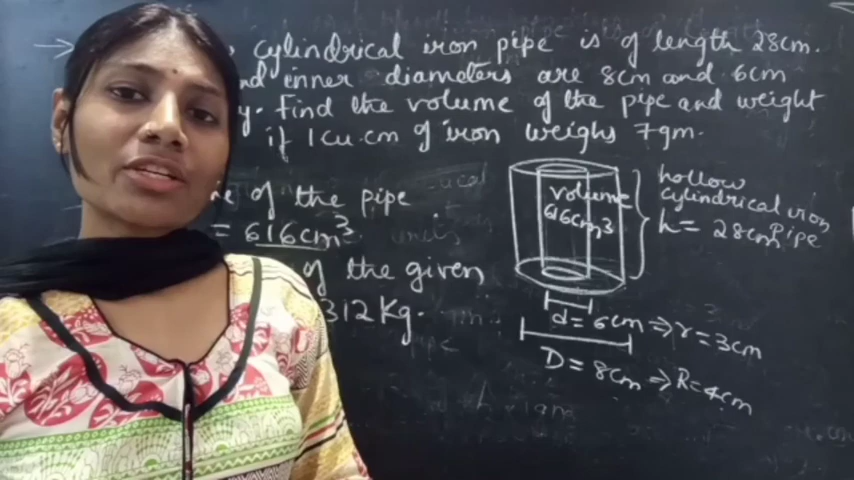 cylindrical iron pipe is of length 28cm.
nd inner diameters are 8cm and 6cm
y. Find the volume of the pipe and weight
if 1cu.cm of iron weighs 7gm.
of the pipe
= 616cm³
of the given
312 Kg.
volume
616cm3
hollow
cylindrical iron
pipe
h = 28cm
d = 6cm ⇒ r = 3cm
D = 8cm ⇒ R = 4cm